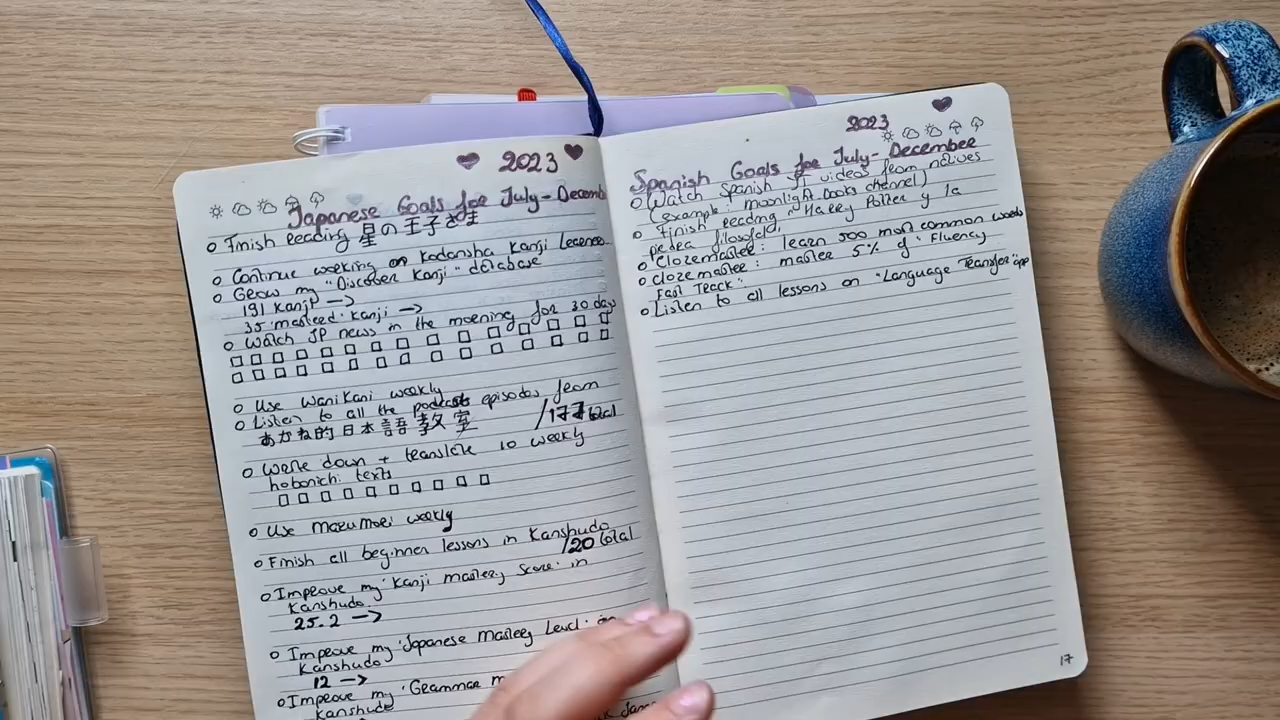 2023
Japanese Goals for July - Decemb
Finish reading 星の王子さま
Continue working on Kodansha Kanji Learner..
Grow my "Discover Kanji" database
191 Kanji →
35 mastered Kanji →
Watch JP news in the morning for 30 day
Use WaniKani weekly
Listen to all the podcast episodes from
あかね的日本語教室 /177 total
Write down + translate 10 weekly
hobonichi texts
Use MaruMori weekly
Finish all beginner lessons in Kanshudo
/20 total
Improve my 'Kanji mastery score' in
Kanshudo
25.2 →
Improve my 'Japanese Mastery Level' in
Kanshudo
12 →
Improve my 'Grammar m
Kanshudo
2023
Spanish Goals for July - December
Watch Spanish YT videos from natives
(example: moonlight books channel)
Finish reading "Harry Potter y la
piedra filosofal"
Clozemaster: learn 500 most common words
Clozemaster: master 5% of "Fluency
Fast Track"
Listen to all lessons on "Language Transfer" app
17